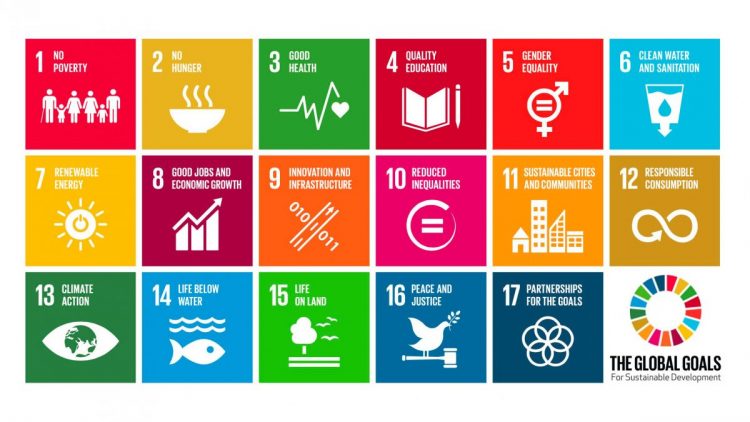 1 NO
POVERTY
2 NO
HUNGER
3 GOOD
HEALTH
4 QUALITY
EDUCATION
5 GENDER
EQUALITY
6 CLEAN WATER
AND SANITATION
7 RENEWABLE
ENERGY
8 GOOD JOBS AND
ECONOMIC GROWTH
9 INNOVATION AND
INFRASTRUCTURE
010
011
10 REDUCED
INEQUALITIES
11 SUSTAINABLE CITIES
AND COMMUNITIES
12 RESPONSIBLE
CONSUMPTION
13 CLIMATE
ACTION
14 LIFE BELOW
WATER
15 LIFE
ON LAND
16 PEACE AND
JUSTICE
17 PARTNERSHIPS
FOR THE GOALS
THE GLOBAL GOALS
For Sustainable Development